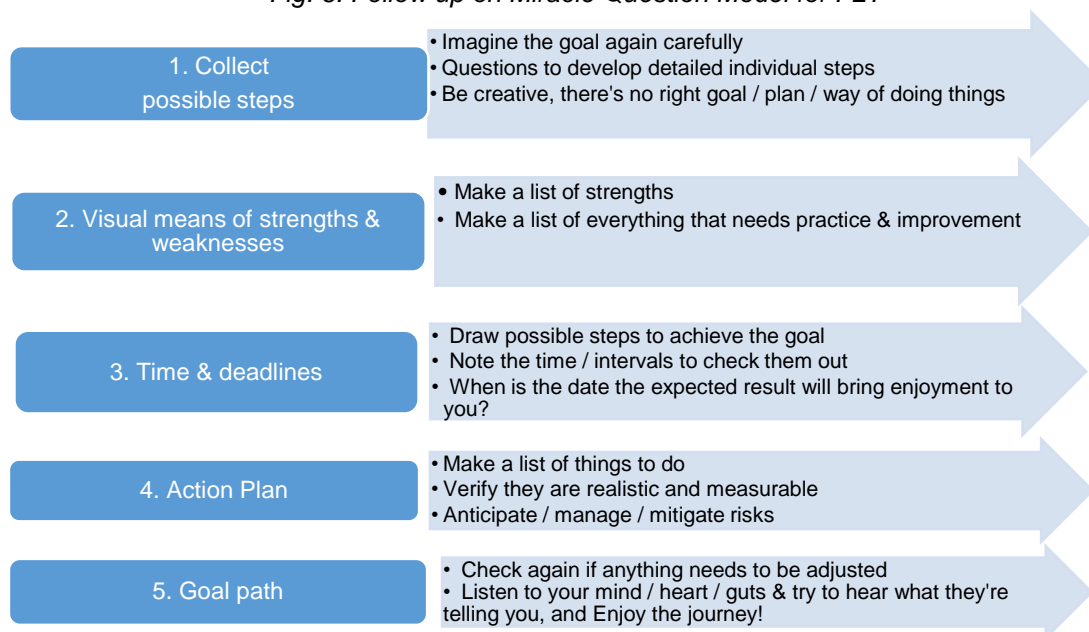 1. Collect
possible steps
• Imagine the goal again carefully
• Questions to develop detailed individual steps
• Be creative, there's no right goal / plan / way of doing things
2. Visual means of strengths &
weaknesses
• Make a list of strengths
• Make a list of everything that needs practice & improvement
3. Time & deadlines
• Draw possible steps to achieve the goal
• Note the time / intervals to check them out
• When is the date the expected result will bring enjoyment to
you?
4. Action Plan
• Make a list of things to do
• Verify they are realistic and measurable
• Anticipate / manage / mitigate risks
5. Goal path
• Check again if anything needs to be adjusted
• Listen to your mind / heart / guts & try to hear what they're
telling you, and Enjoy the journey!